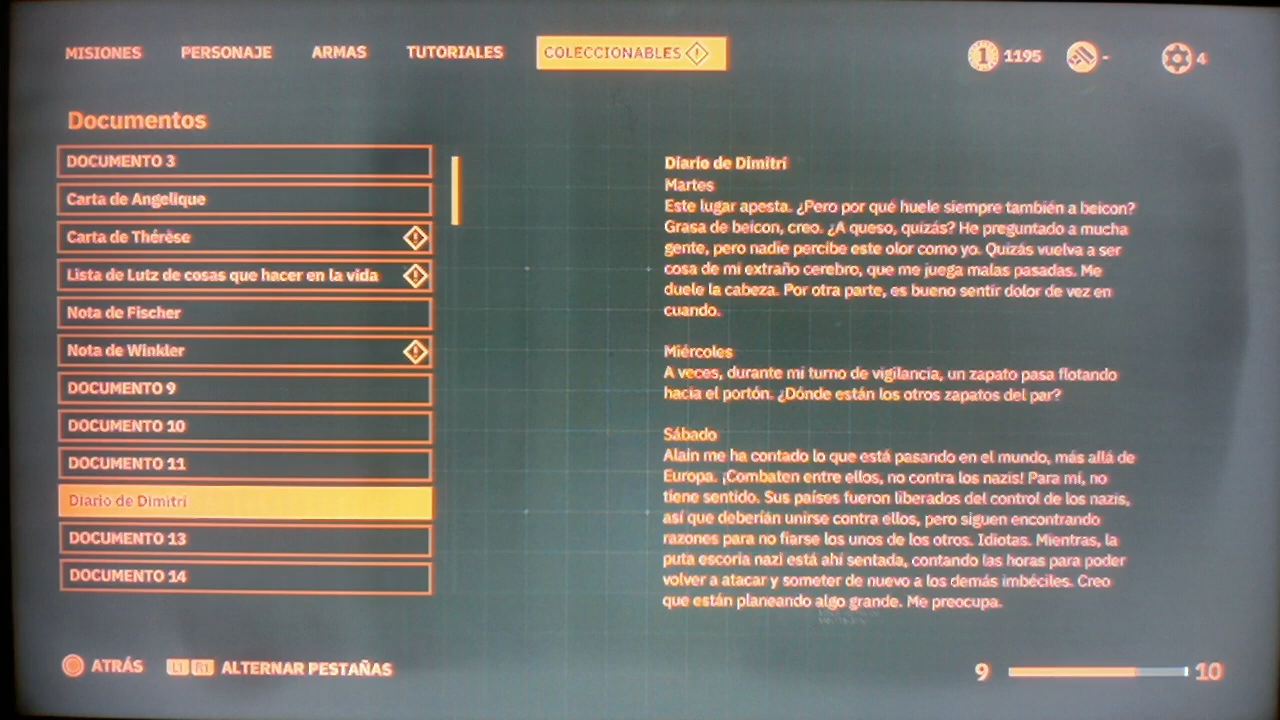 MISIONES PERSONAJE ARMAS TUTORIALES COLECCIONABLES 1 1195 - 4
Documentos
DOCUMENTO 3
Carta de Angelique
Carta de Thérèse
Lista de Lutz de cosas que hacer en la vida
Nota de Fischer
Nota de Winkler
DOCUMENTO 9
DOCUMENTO 10
DOCUMENTO 11
Diario de Dimitri
DOCUMENTO 13
DOCUMENTO 14
Diario de Dimitri
Martes
Este lugar apesta. ¿Pero por qué huele siempre también a beicon?
Grasa de beicon, creo. ¿A queso, quizás? He preguntado a mucha
gente, pero nadie percibe este olor como yo. Quizás vuelva a ser
cosa de mi extraño cerebro, que me juega malas pasadas. Me
duele la cabeza. Por otra parte, es bueno sentir dolor de vez en
cuando.
Miércoles
A veces, durante mi turno de vigilancia, un zapato pasa flotando
hacia el portón. ¿Dónde están los otros zapatos del par?
Sábado
Alain me ha contado lo que está pasando en el mundo, más allá de
Europa. ¡Combaten entre ellos, no contra los nazis! Para mí, no
tiene sentido. Sus países fueron liberados del control de los nazis,
así que deberían unirse contra ellos, pero siguen encontrando
razones para no fiarse los unos de los otros. Idiotas. Mientras, la
puta escoria nazi está ahí sentada, contando las horas para poder
volver a atacar y someter de nuevo a los demás imbéciles. Creo
que están planeando algo grande. Me preocupa.
ATRÁS L1 R1 ALTERNAR PESTAÑAS
9 10